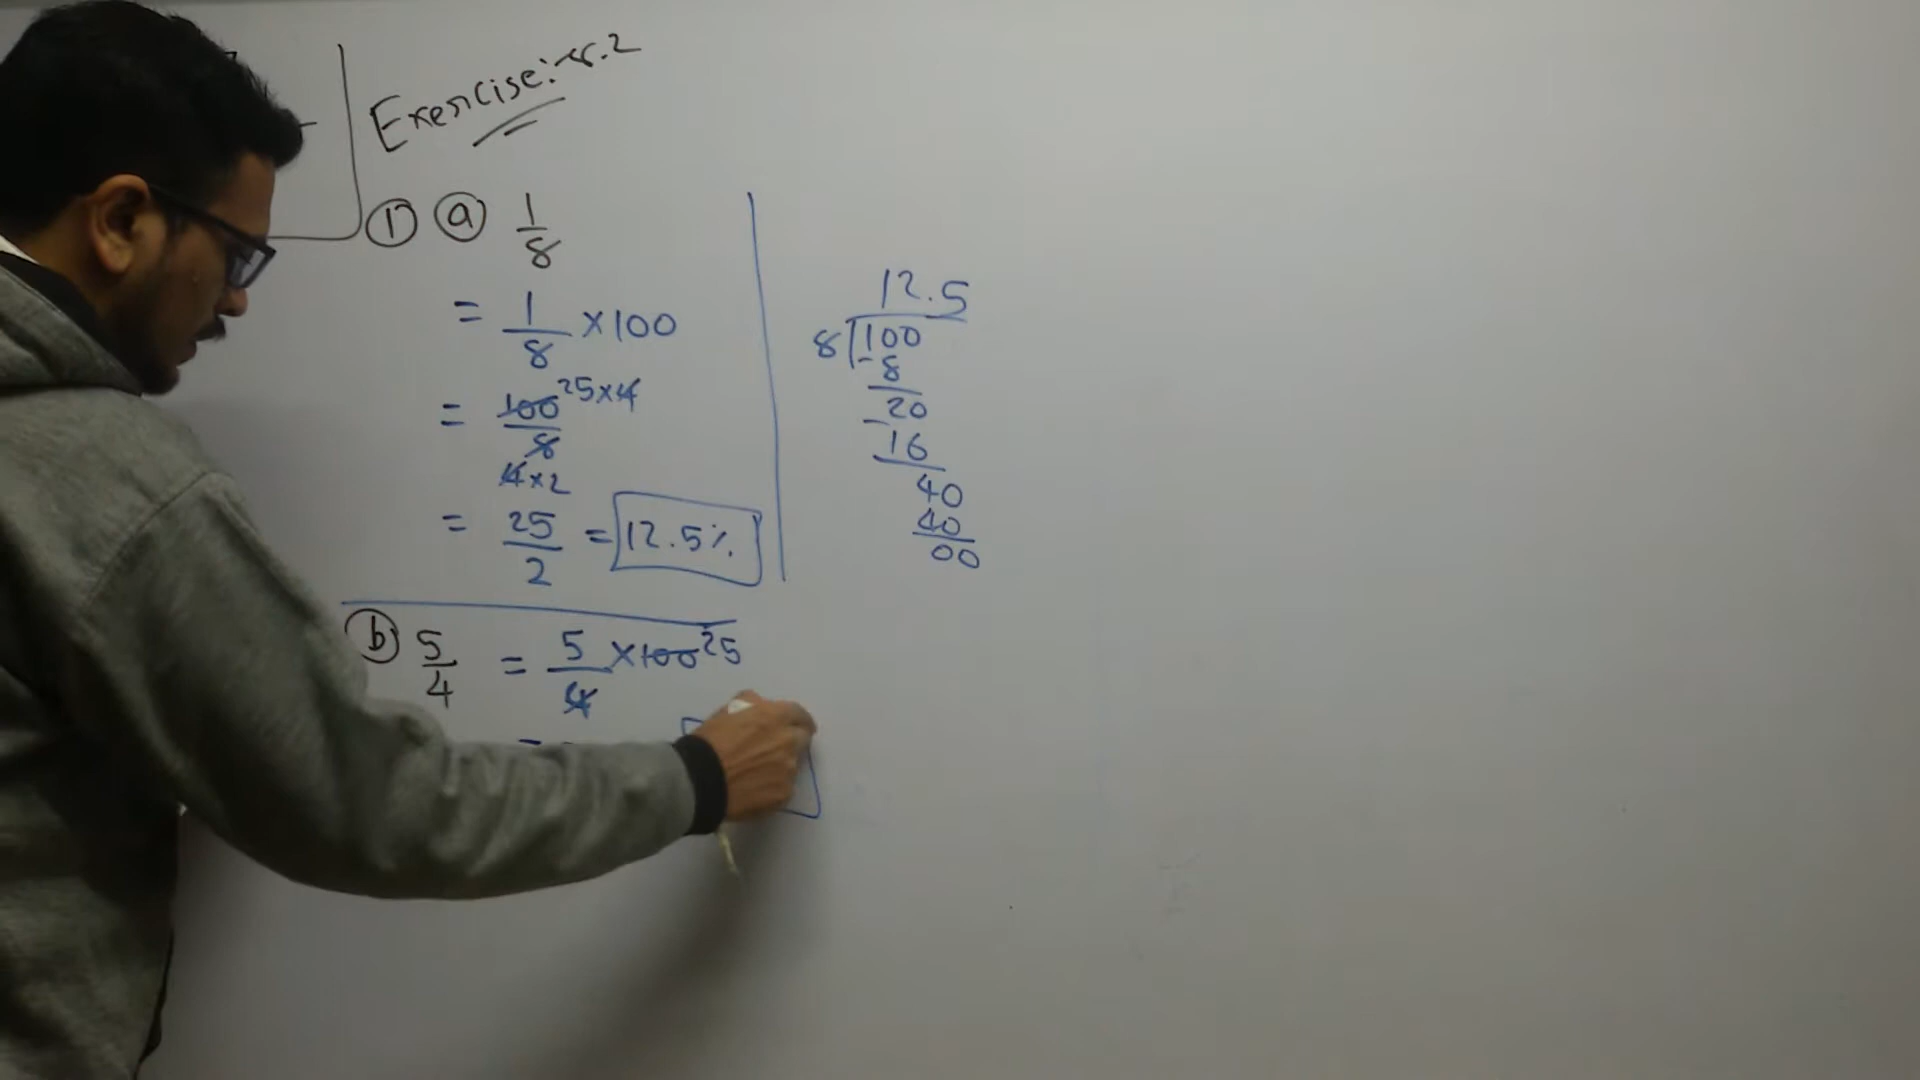 Exercise:-8.2
① ⓐ 1/8
= 1/8 ×100
= 100/8 25×4
4×2
= 25/2 = 12.5%
12.5
8 100
-8
20
-16
40
40
00
ⓑ 5/4 = 5/4 ×100 25
=